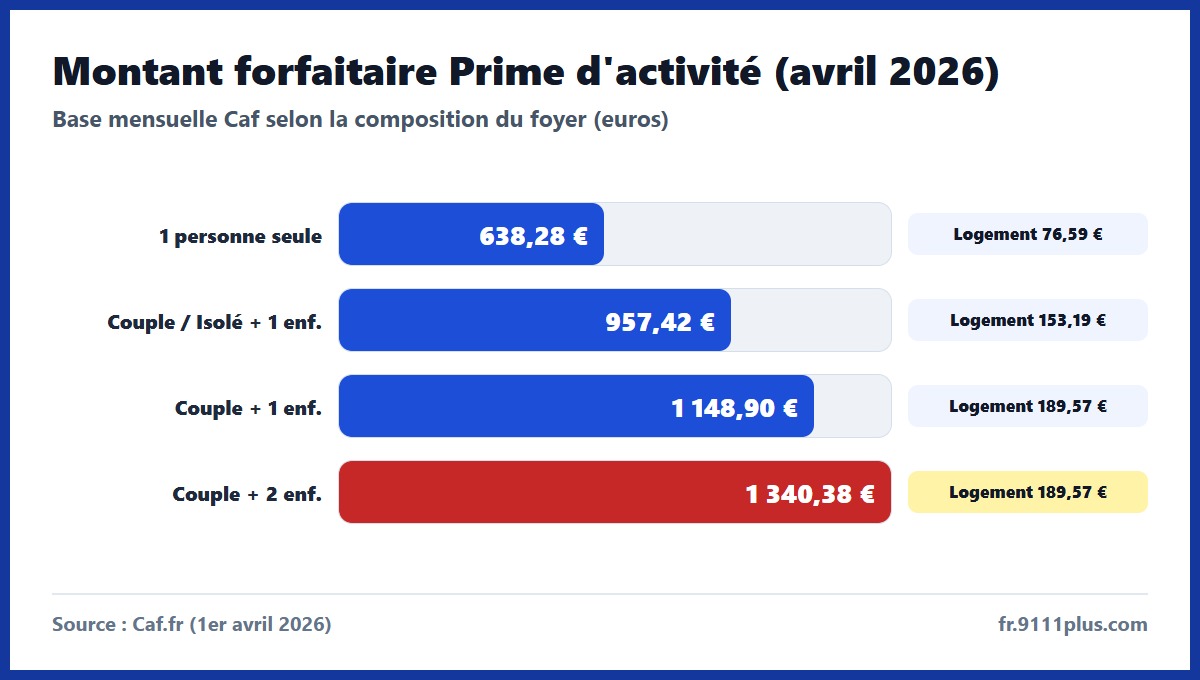 Montant forfaitaire Prime d'activité (avril 2026)
Base mensuelle Caf selon la composition du foyer (euros)
1 personne seule 638,28 € Logement 76,59 €
Couple / Isolé + 1 enf. 957,42 € Logement 153,19 €
Couple + 1 enf. 1 148,90 € Logement 189,57 €
Couple + 2 enf. 1 340,38 € Logement 189,57 €
Source : Caf.fr (1er avril 2026) fr.9111plus.com